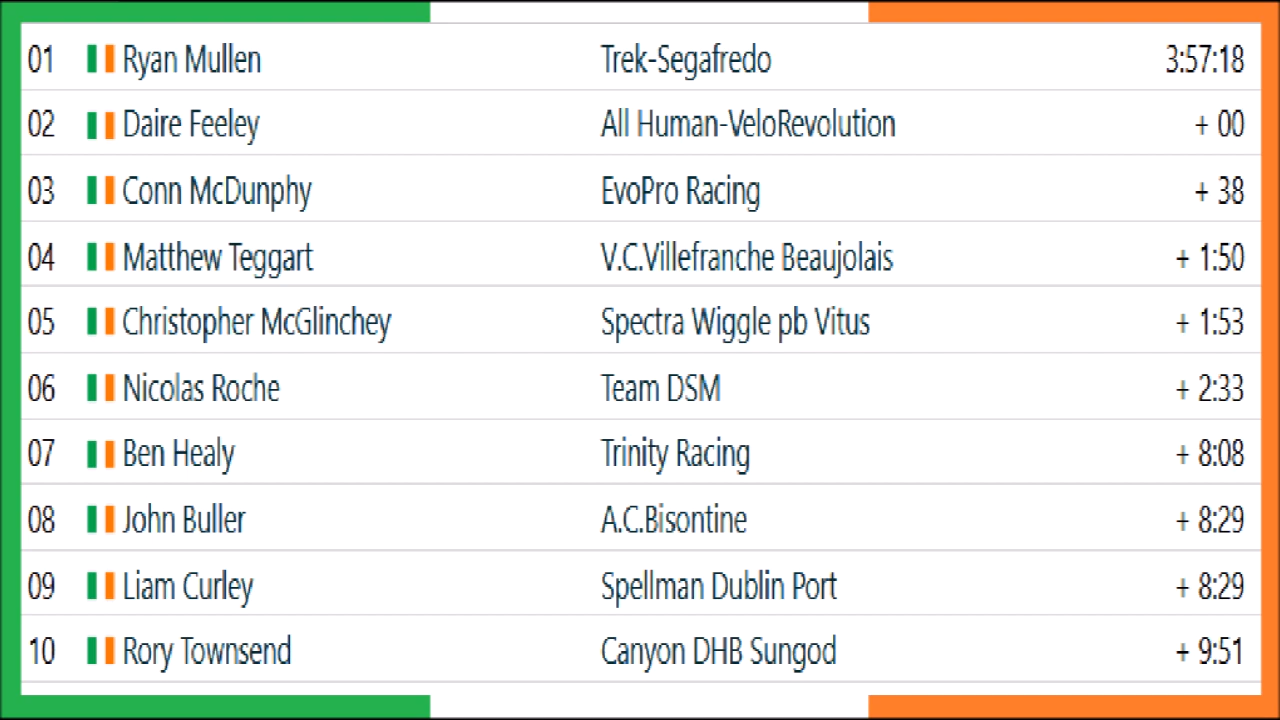 01 Ryan Mullen Trek-Segafredo 3:57:18
02 Daire Feeley All Human-VeloRevolution + 00
03 Conn McDunphy EvoPro Racing + 38
04 Matthew Teggart V.C.Villefranche Beaujolais + 1:50
05 Christopher McGlinchey Spectra Wiggle pb Vitus + 1:53
06 Nicolas Roche Team DSM + 2:33
07 Ben Healy Trinity Racing + 8:08
08 John Buller A.C.Bisontine + 8:29
09 Liam Curley Spellman Dublin Port + 8:29
10 Rory Townsend Canyon DHB Sungod + 9:51